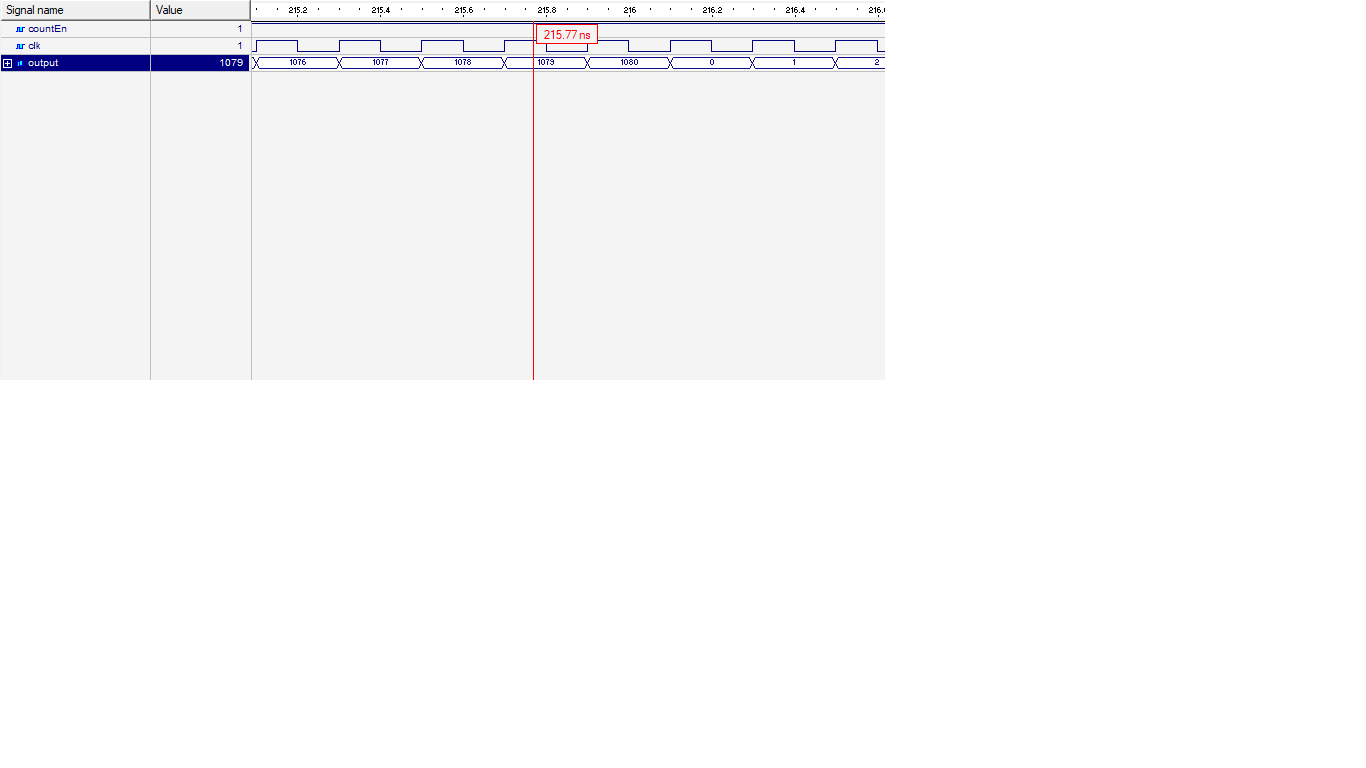 Signal name Value 215.2 215.4 215.6 215.8 216 216.2 216.4
countEn 1 215.77 ns
clk 1
output 1079 1076 1077 1078 1079 1080 0 1 2